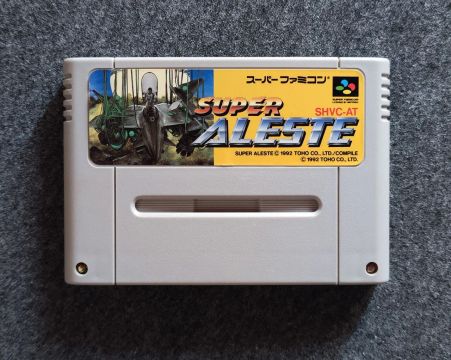 スーパーファミコン
SHVC-AT
SUPER
ALESTE
SUPER ALESTE © 1992 TOHO CO., LTD./COMPILE
© 1992 TOHO CO., LTD.